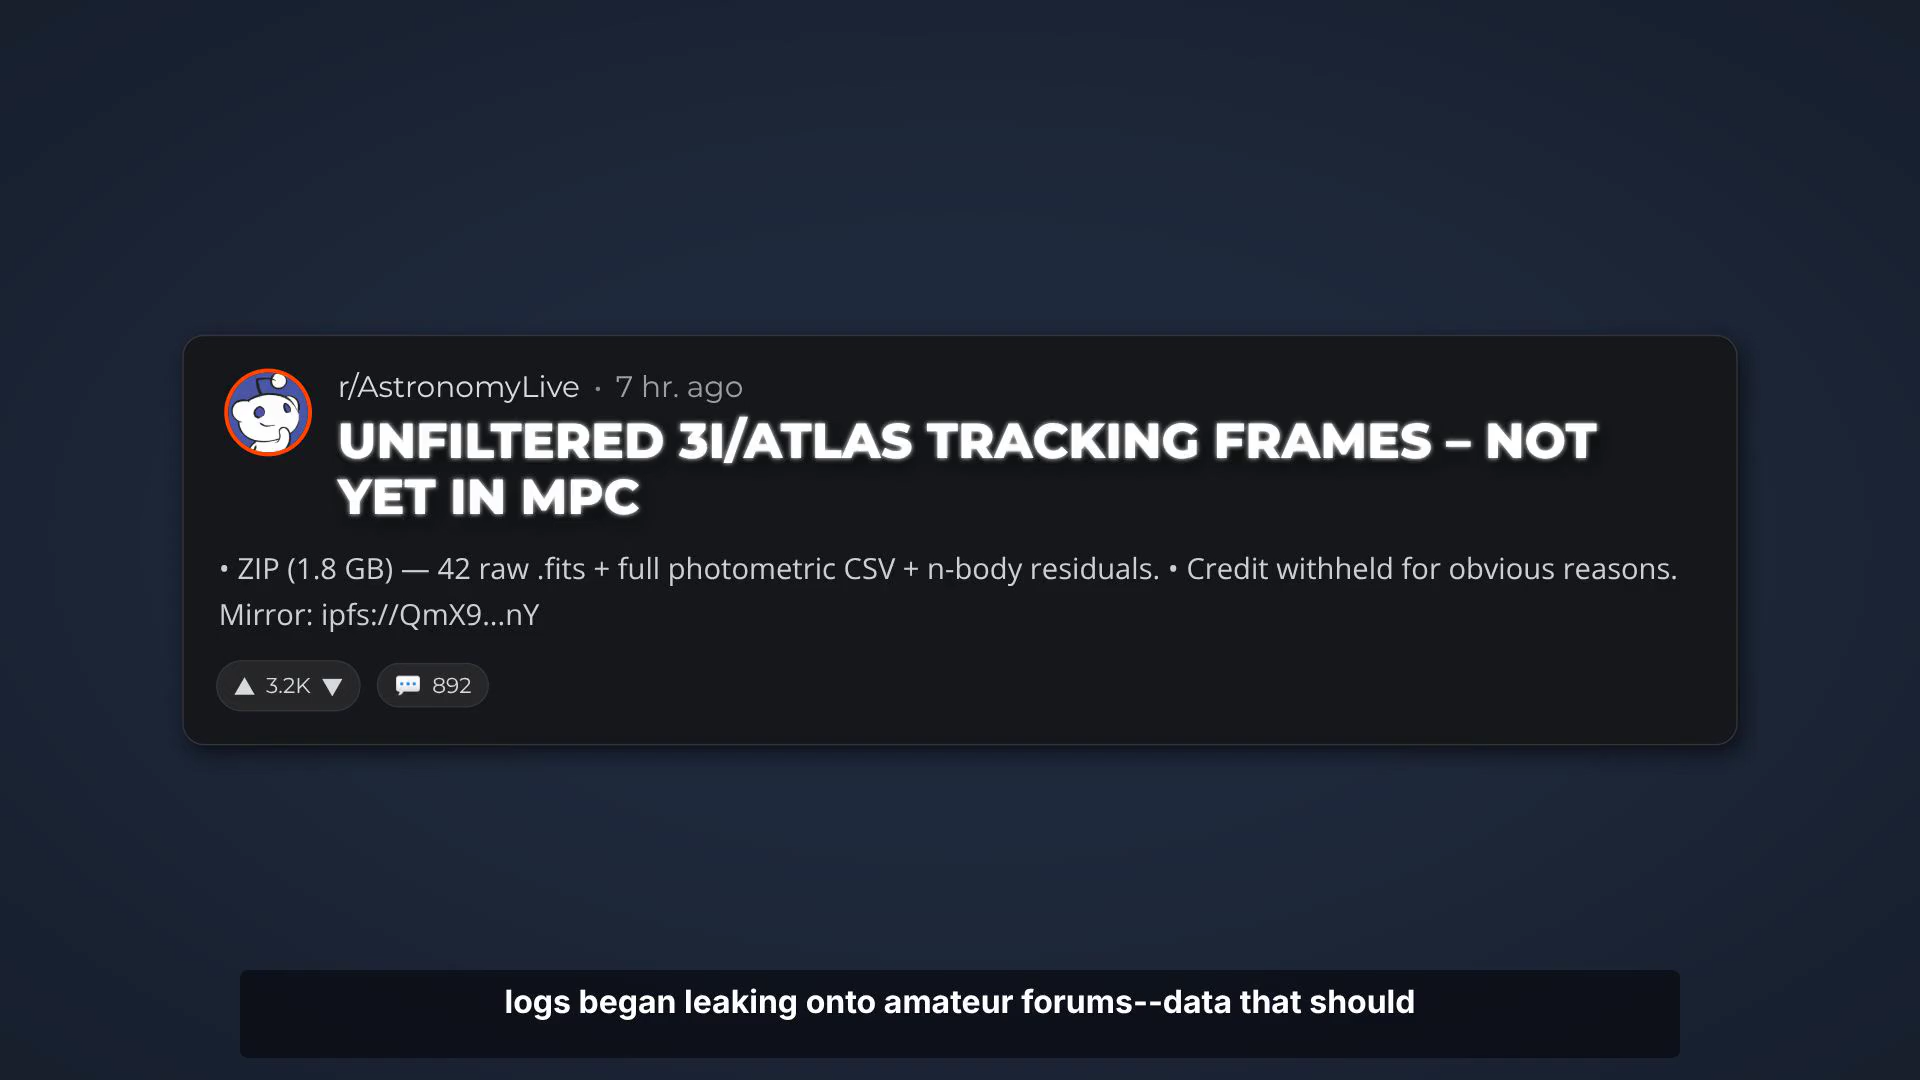 r/AstronomyLive • 7 hr. ago
UNFILTERED 3I/ATLAS TRACKING FRAMES – NOT
YET IN MPC
• ZIP (1.8 GB) — 42 raw .fits + full photometric CSV + n-body residuals. • Credit withheld for obvious reasons.
Mirror: ipfs://QmX9...nY
3.2K 892
logs began leaking onto amateur forums--data that should